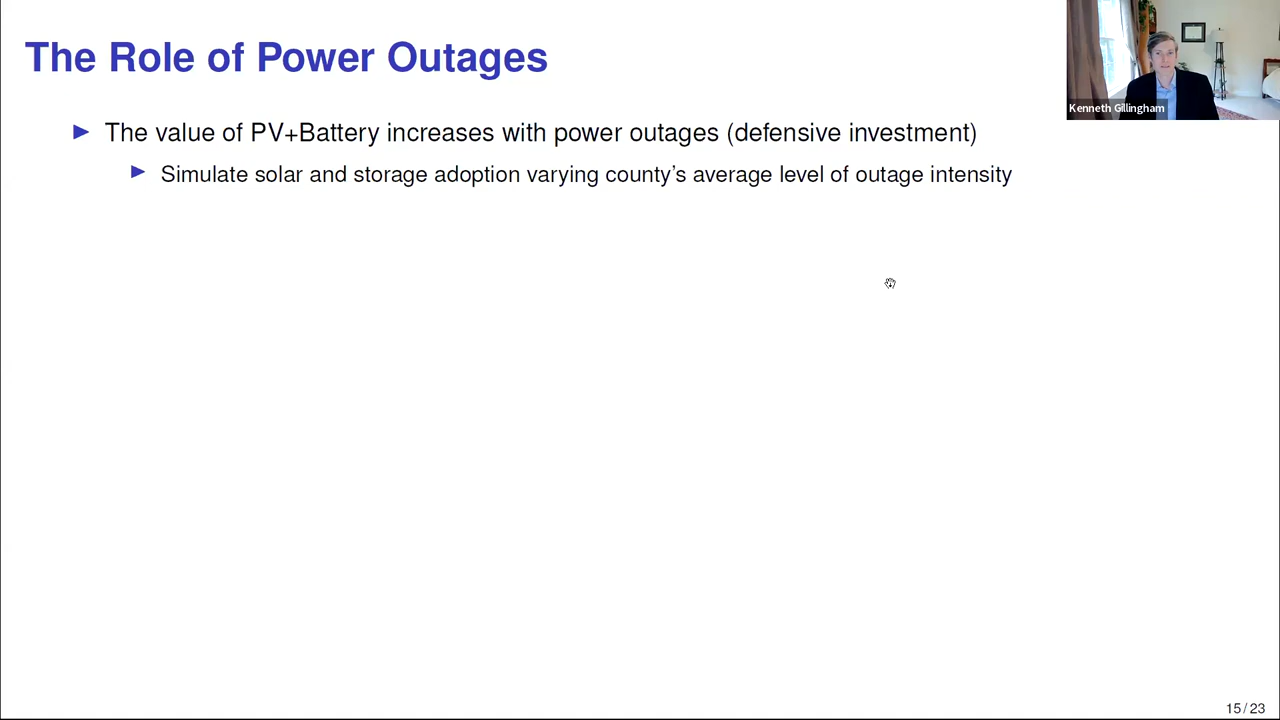 The Role of Power Outages
Kenneth Gillingham
The value of PV+Battery increases with power outages (defensive investment)
Simulate solar and storage adoption varying county's average level of outage intensity
15/23